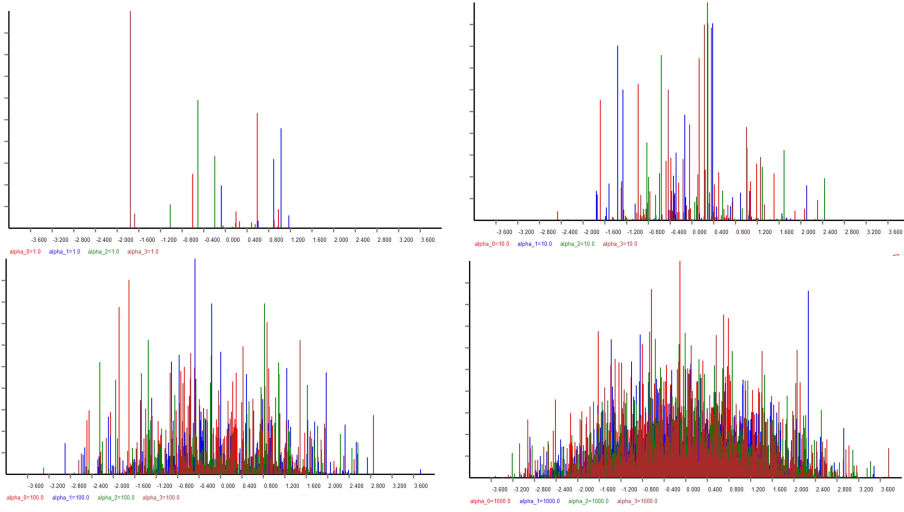 -3.600 -3.200 -2.800 -2.400 -2.000 -1.600 -1.200 -0.800 -0.400 0.000 0.400 0.800 1.200 1.600 2.000 2.400 2.800 3.200 3.600
alpha_0=1.0 alpha_1=1.0 alpha_2=1.0 alpha_3=1.0
-3.600 -3.200 -2.800 -2.400 -2.000 -1.600 -1.200 -0.800 -0.400 0.000 0.400 0.800 1.200 1.600 2.000 2.400 2.800 3.200 3.600
alpha_0=10.0 alpha_1=10.0 alpha_2=10.0 alpha_3=10.0
-3.600 -3.200 -2.800 -2.400 -2.000 -1.600 -1.200 -0.800 -0.400 0.000 0.400 0.800 1.200 1.600 2.000 2.400 2.800 3.200 3.600
alpha_0=100.0 alpha_1=100.0 alpha_2=100.0 alpha_3=100.0
-3.600 -3.200 -2.800 -2.400 -2.000 -1.600 -1.200 -0.800 -0.400 0.000 0.400 0.800 1.200 1.600 2.000 2.400 2.800 3.200 3.600
alpha_0=1000.0 alpha_1=1000.0 alpha_2=1000.0 alpha_3=1000.0